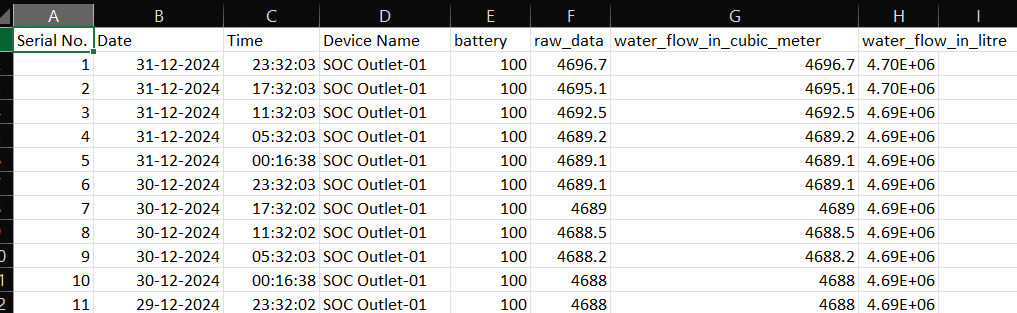 A B C D E F G H I
Serial No. Date Time Device Name battery raw_data water_flow_in_cubic_meter water_flow_in_litre
1 31-12-2024 23:32:03 SOC Outlet-01 100 4696.7 4696.7 4.70E+06
2 31-12-2024 17:32:03 SOC Outlet-01 100 4695.1 4695.1 4.70E+06
3 31-12-2024 11:32:03 SOC Outlet-01 100 4692.5 4692.5 4.69E+06
4 31-12-2024 05:32:03 SOC Outlet-01 100 4689.2 4689.2 4.69E+06
5 31-12-2024 00:16:38 SOC Outlet-01 100 4689.1 4689.1 4.69E+06
6 30-12-2024 23:32:03 SOC Outlet-01 100 4689.1 4689.1 4.69E+06
7 30-12-2024 17:32:02 SOC Outlet-01 100 4689 4689 4.69E+06
8 30-12-2024 11:32:02 SOC Outlet-01 100 4688.5 4688.5 4.69E+06
9 30-12-2024 05:32:03 SOC Outlet-01 100 4688.2 4688.2 4.69E+06
10 30-12-2024 00:16:38 SOC Outlet-01 100 4688 4688 4.69E+06
11 29-12-2024 23:32:02 SOC Outlet-01 100 4688 4688 4.69E+06